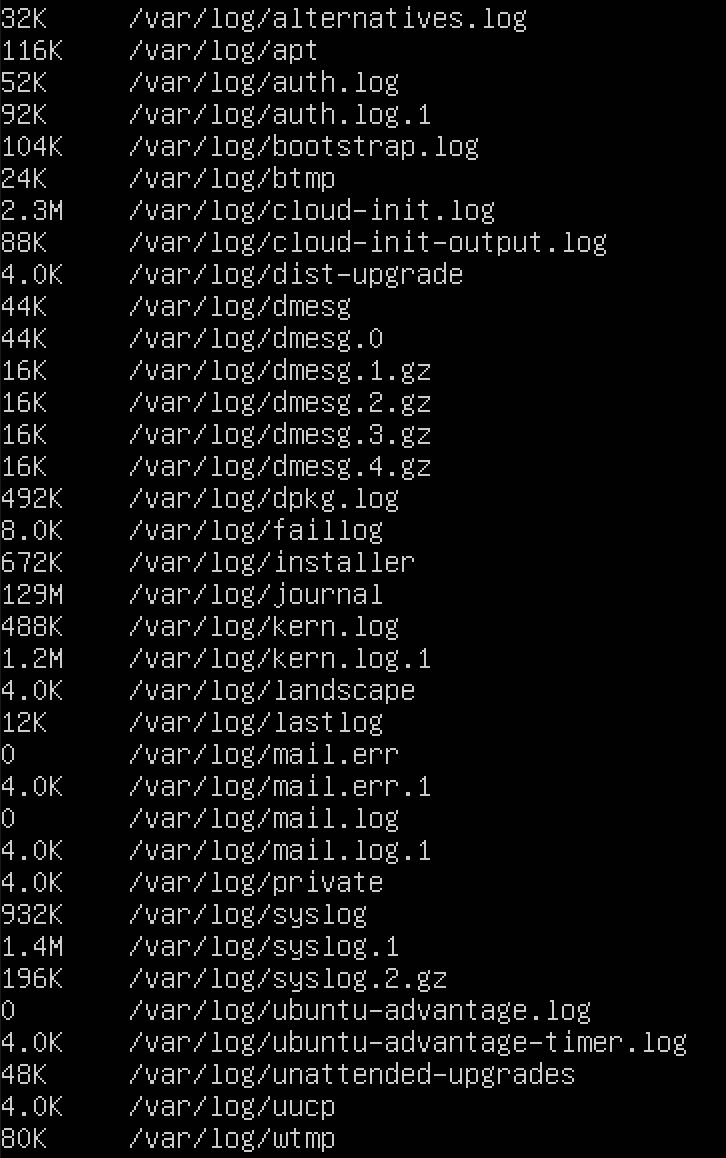 32K /var/log/alternatives.log
116K /var/log/apt
52K /var/log/auth.log
92K /var/log/auth.log.1
104K /var/log/bootstrap.log
24K /var/log/btmp
2.3M /var/log/cloud-init.log
88K /var/log/cloud-init-output.log
4.0K /var/log/dist-upgrade
44K /var/log/dmesg
44K /var/log/dmesg.0
16K /var/log/dmesg.1.gz
16K /var/log/dmesg.2.gz
16K /var/log/dmesg.3.gz
16K /var/log/dmesg.4.gz
492K /var/log/dpkg.log
8.0K /var/log/faillog
672K /var/log/installer
129M /var/log/journal
488K /var/log/kern.log
1.2M /var/log/kern.log.1
4.0K /var/log/landscape
12K /var/log/lastlog
0 /var/log/mail.err
4.0K /var/log/mail.err.1
0 /var/log/mail.log
4.0K /var/log/mail.log.1
4.0K /var/log/private
932K /var/log/syslog
1.4M /var/log/syslog.1
196K /var/log/syslog.2.gz
0 /var/log/ubuntu-advantage.log
4.0K /var/log/ubuntu-advantage-timer.log
48K /var/log/unattended-upgrades
4.0K /var/log/uucp
80K /var/log/wtmp